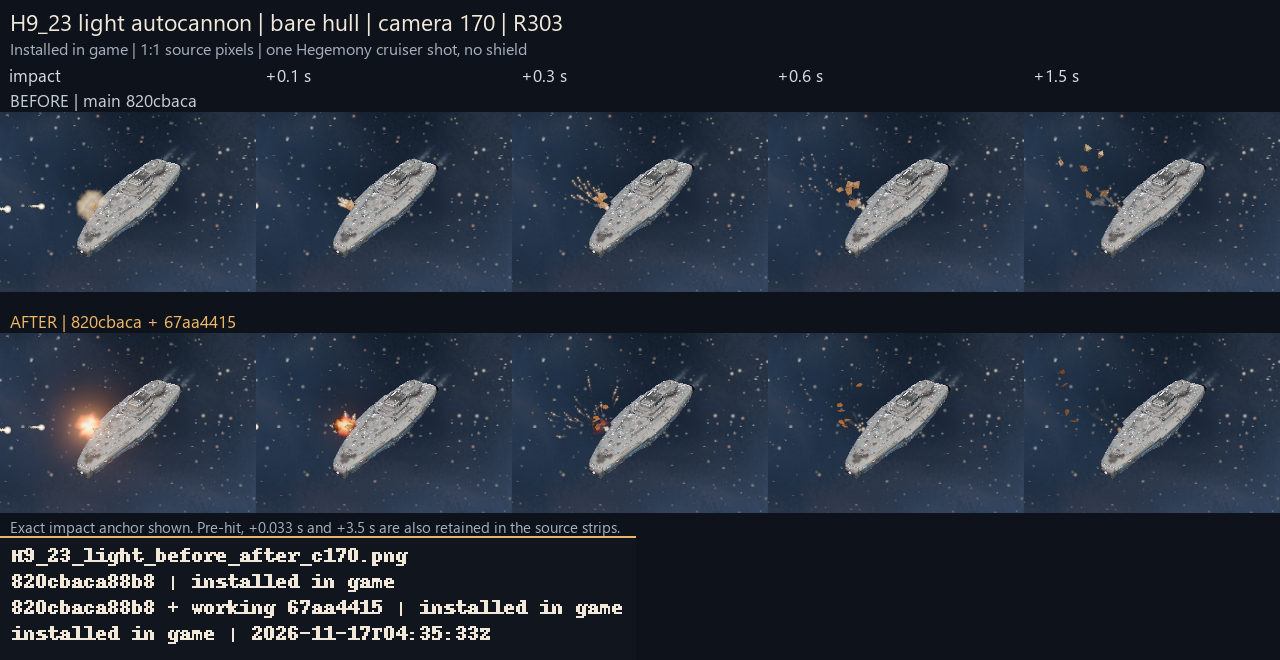 H9_23 light autocannon | bare hull | camera 170 | R303
Installed in game | 1:1 source pixels | one Hegemony cruiser shot, no shield
impact +0.1 s +0.3 s +0.6 s +1.5 s
BEFORE | main 820cbaca
AFTER | 820cbaca + 67aa4415
Exact impact anchor shown. Pre-hit, +0.033 s and +3.5 s are also retained in the source strips.
H9_23_light_before_after_c170.png
820cbaca88b8 | installed in game
820cbaca88b8 + working 67aa4415 | installed in game
installed in game | 2026-11-17T04:35:33Z